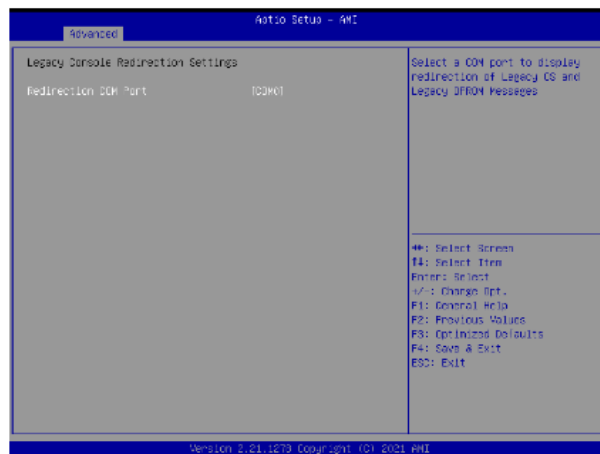 Aptio Setup - AMI
Advanced
Legacy Console Redirection Settings
Redirection COM Port [COM0]
Select a COM port to display
redirection of Legacy OS and
Legacy OPROM Messages
: Select Screen
↑↓: Select Item
Enter: Select
+/-: Change Opt.
F1: General Help
F2: Previous Values
F3: Optimized Defaults
F4: Save & Exit
ESC: Exit
Version 2.21.1278 Copyright (C) 2021 AMI